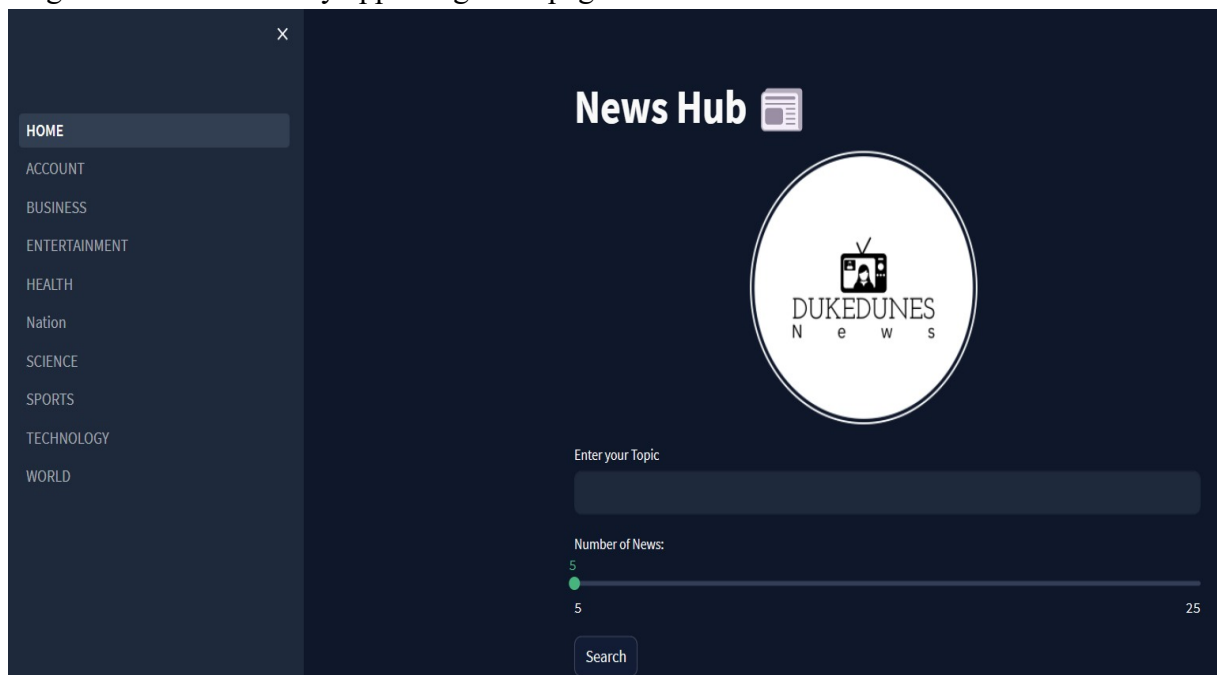 X
HOME
ACCOUNT
BUSINESS
ENTERTAINMENT
HEALTH
Nation
SCIENCE
SPORTS
TECHNOLOGY
WORLD
News Hub
DUKEDUNES
News
Enter your Topic
Number of News:
5
5 25
Search